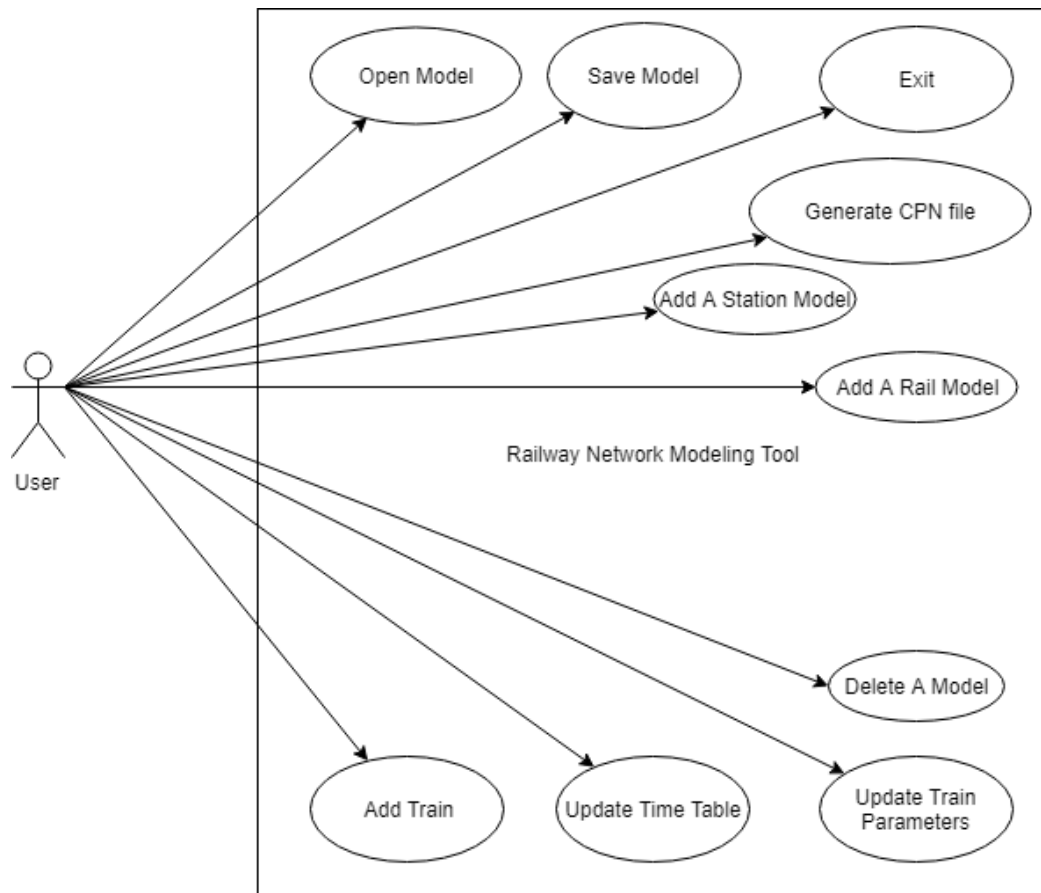 Open Model
Save Model
Exit
Generate CPN file
Add A Station Model
Add A Rail Model
Railway Network Modeling Tool
User
Delete A Model
Add Train
Update Time Table
Update Train
Parameters